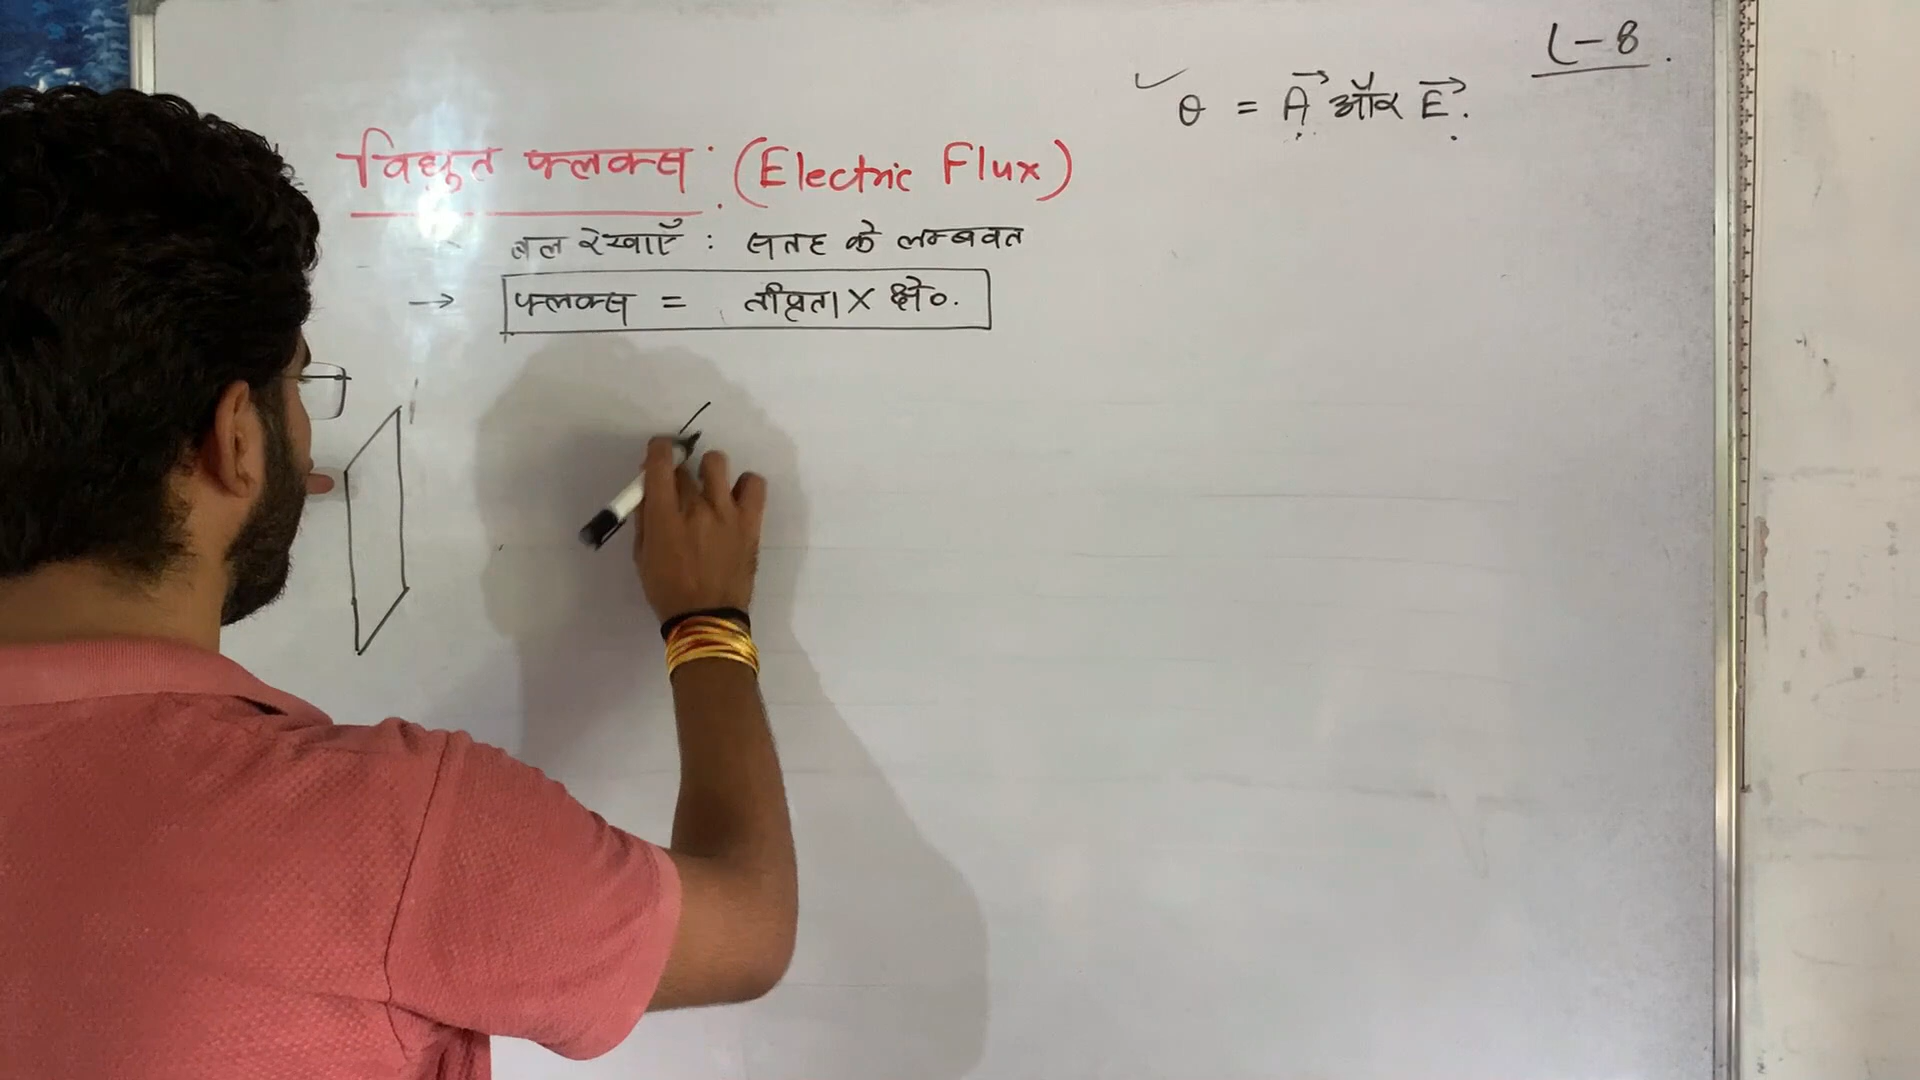 L-8.
θ = A⃗ और E⃗.
विधुत फ्लक्स: (Electric Flux)
बल रेखाएँ : सतह के लम्बवत
→ फ्लक्स = तीव्रता X क्षे०.